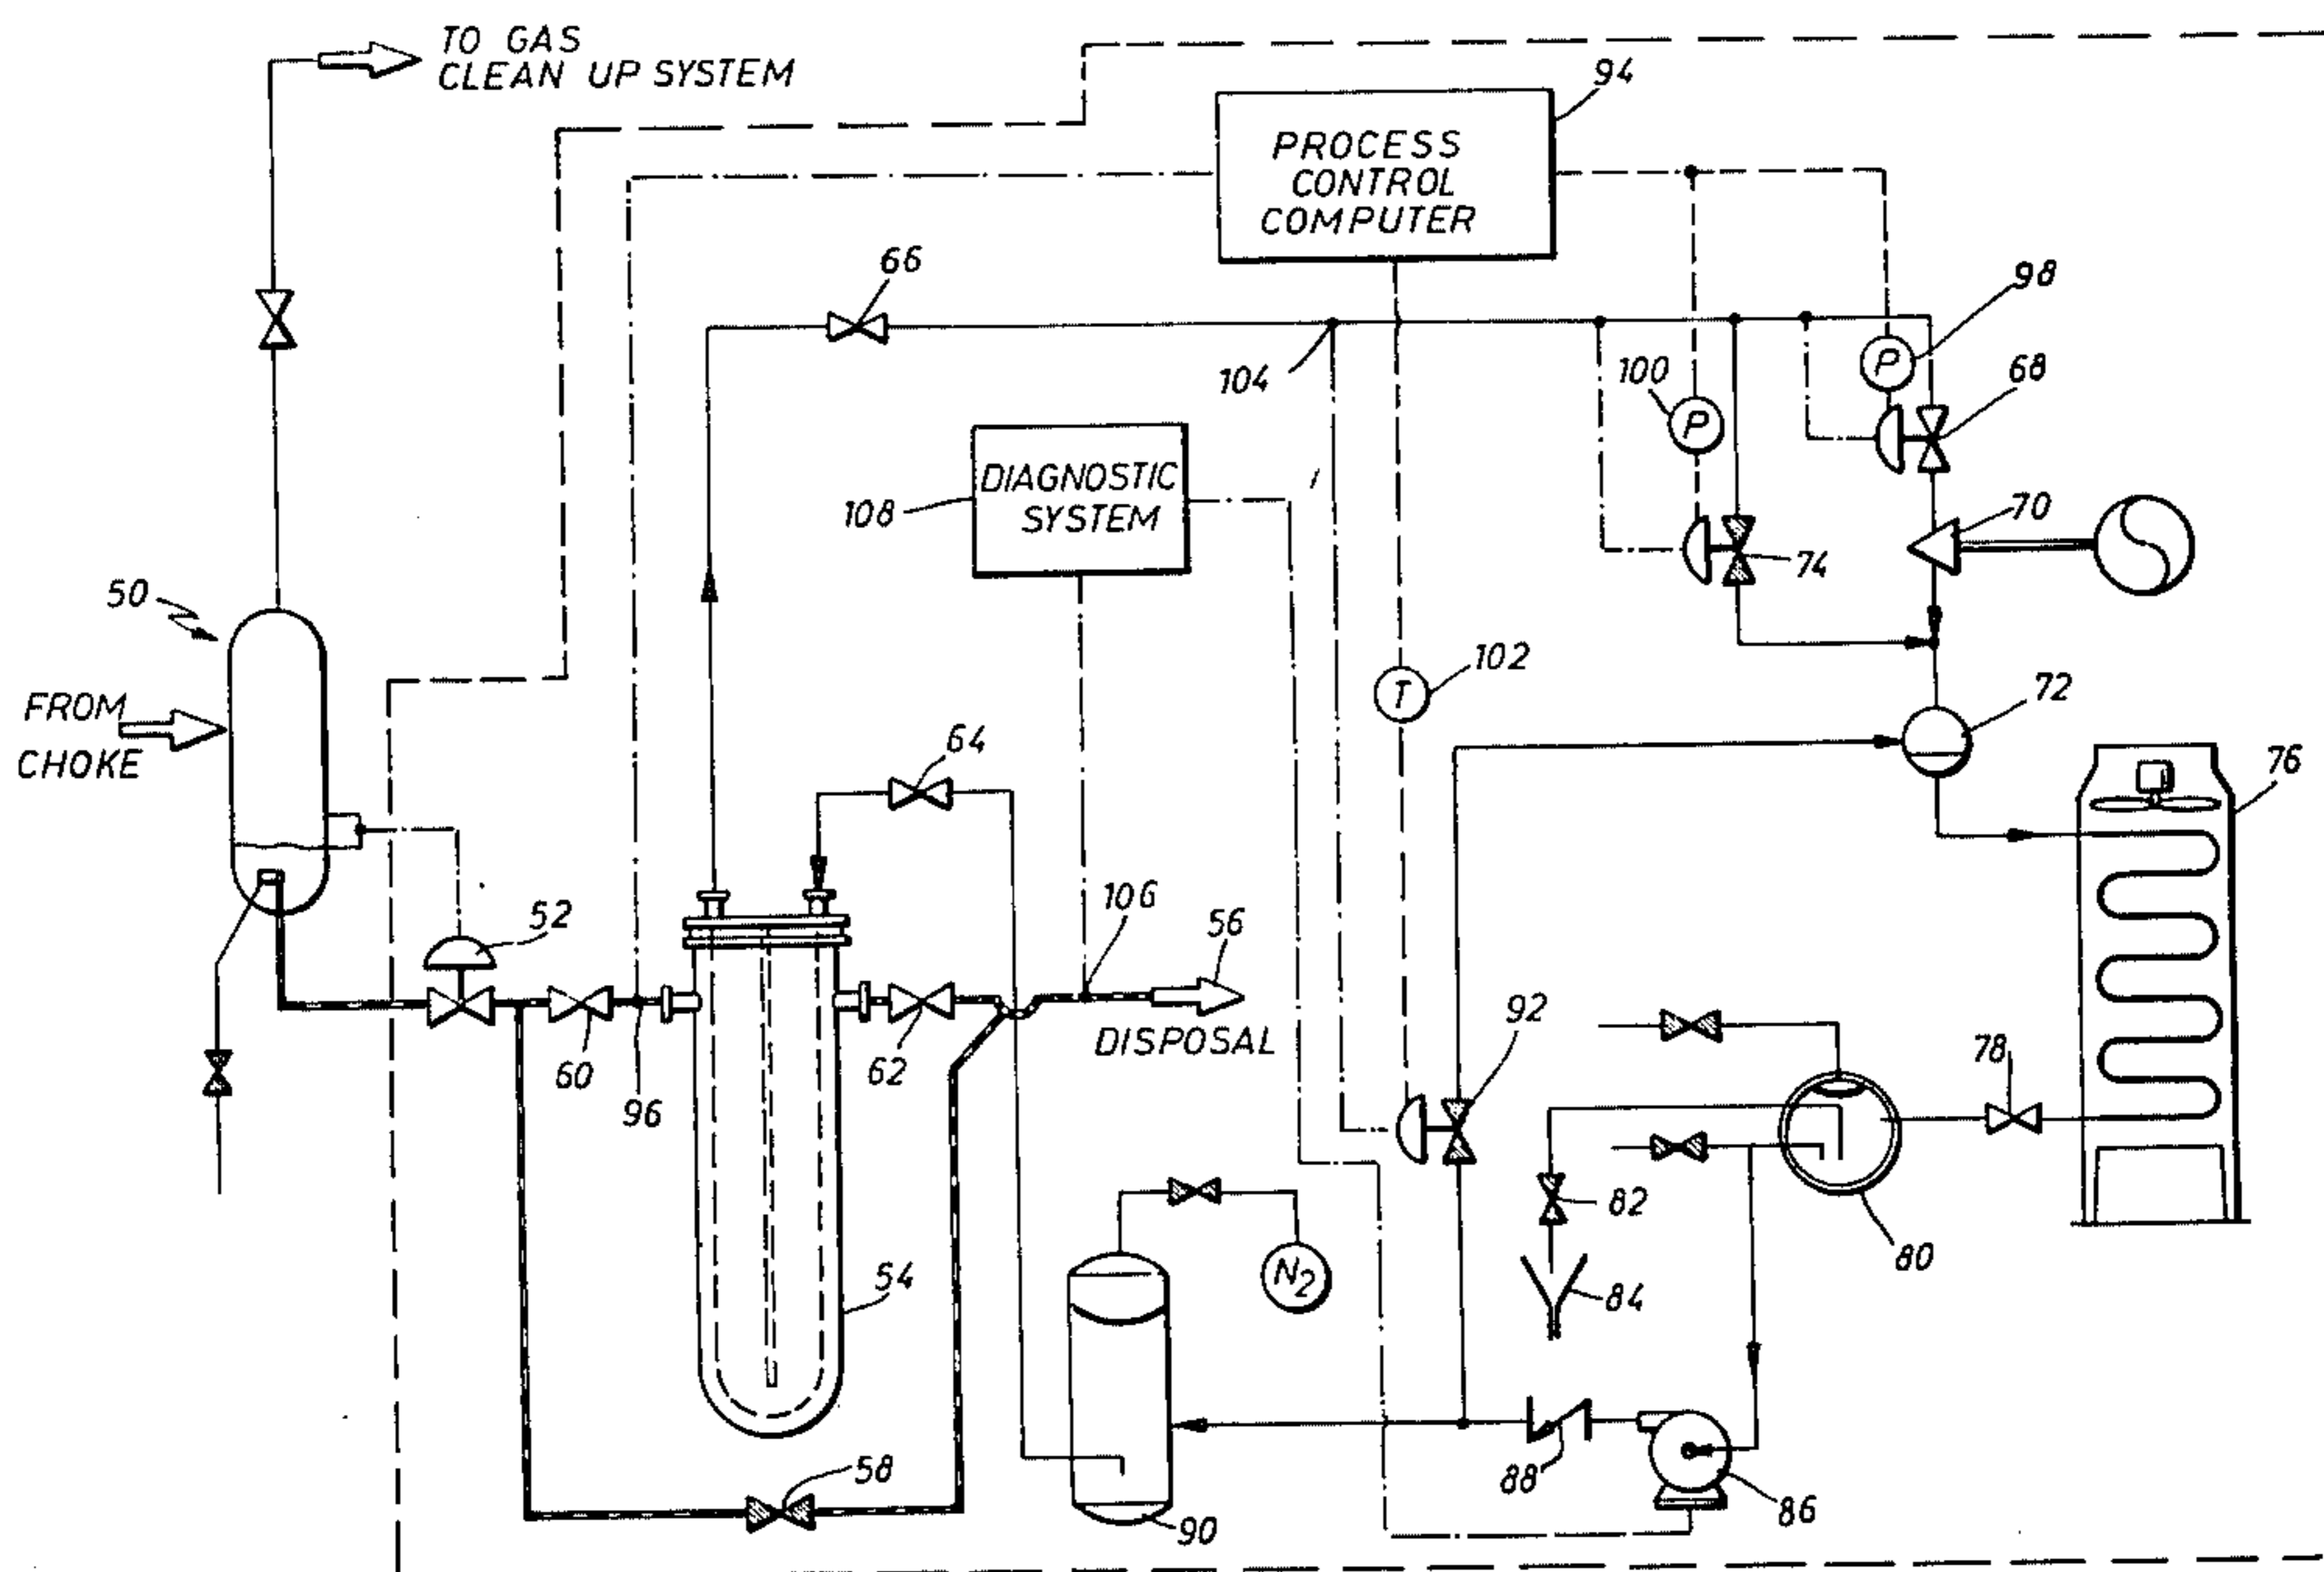 TO GAS
CLEAN UP SYSTEM
94
PROCESS
CONTROL
COMPUTER
66
98
P
104
100
P
68
DIAGNOSTIC
SYSTEM
108
70
74
50
102
T
72
FROM
CHOKE
64
76
106
56
52
DISPOSAL
92
60
62
78
96
82
80
54
N2
84
58
88
86
90